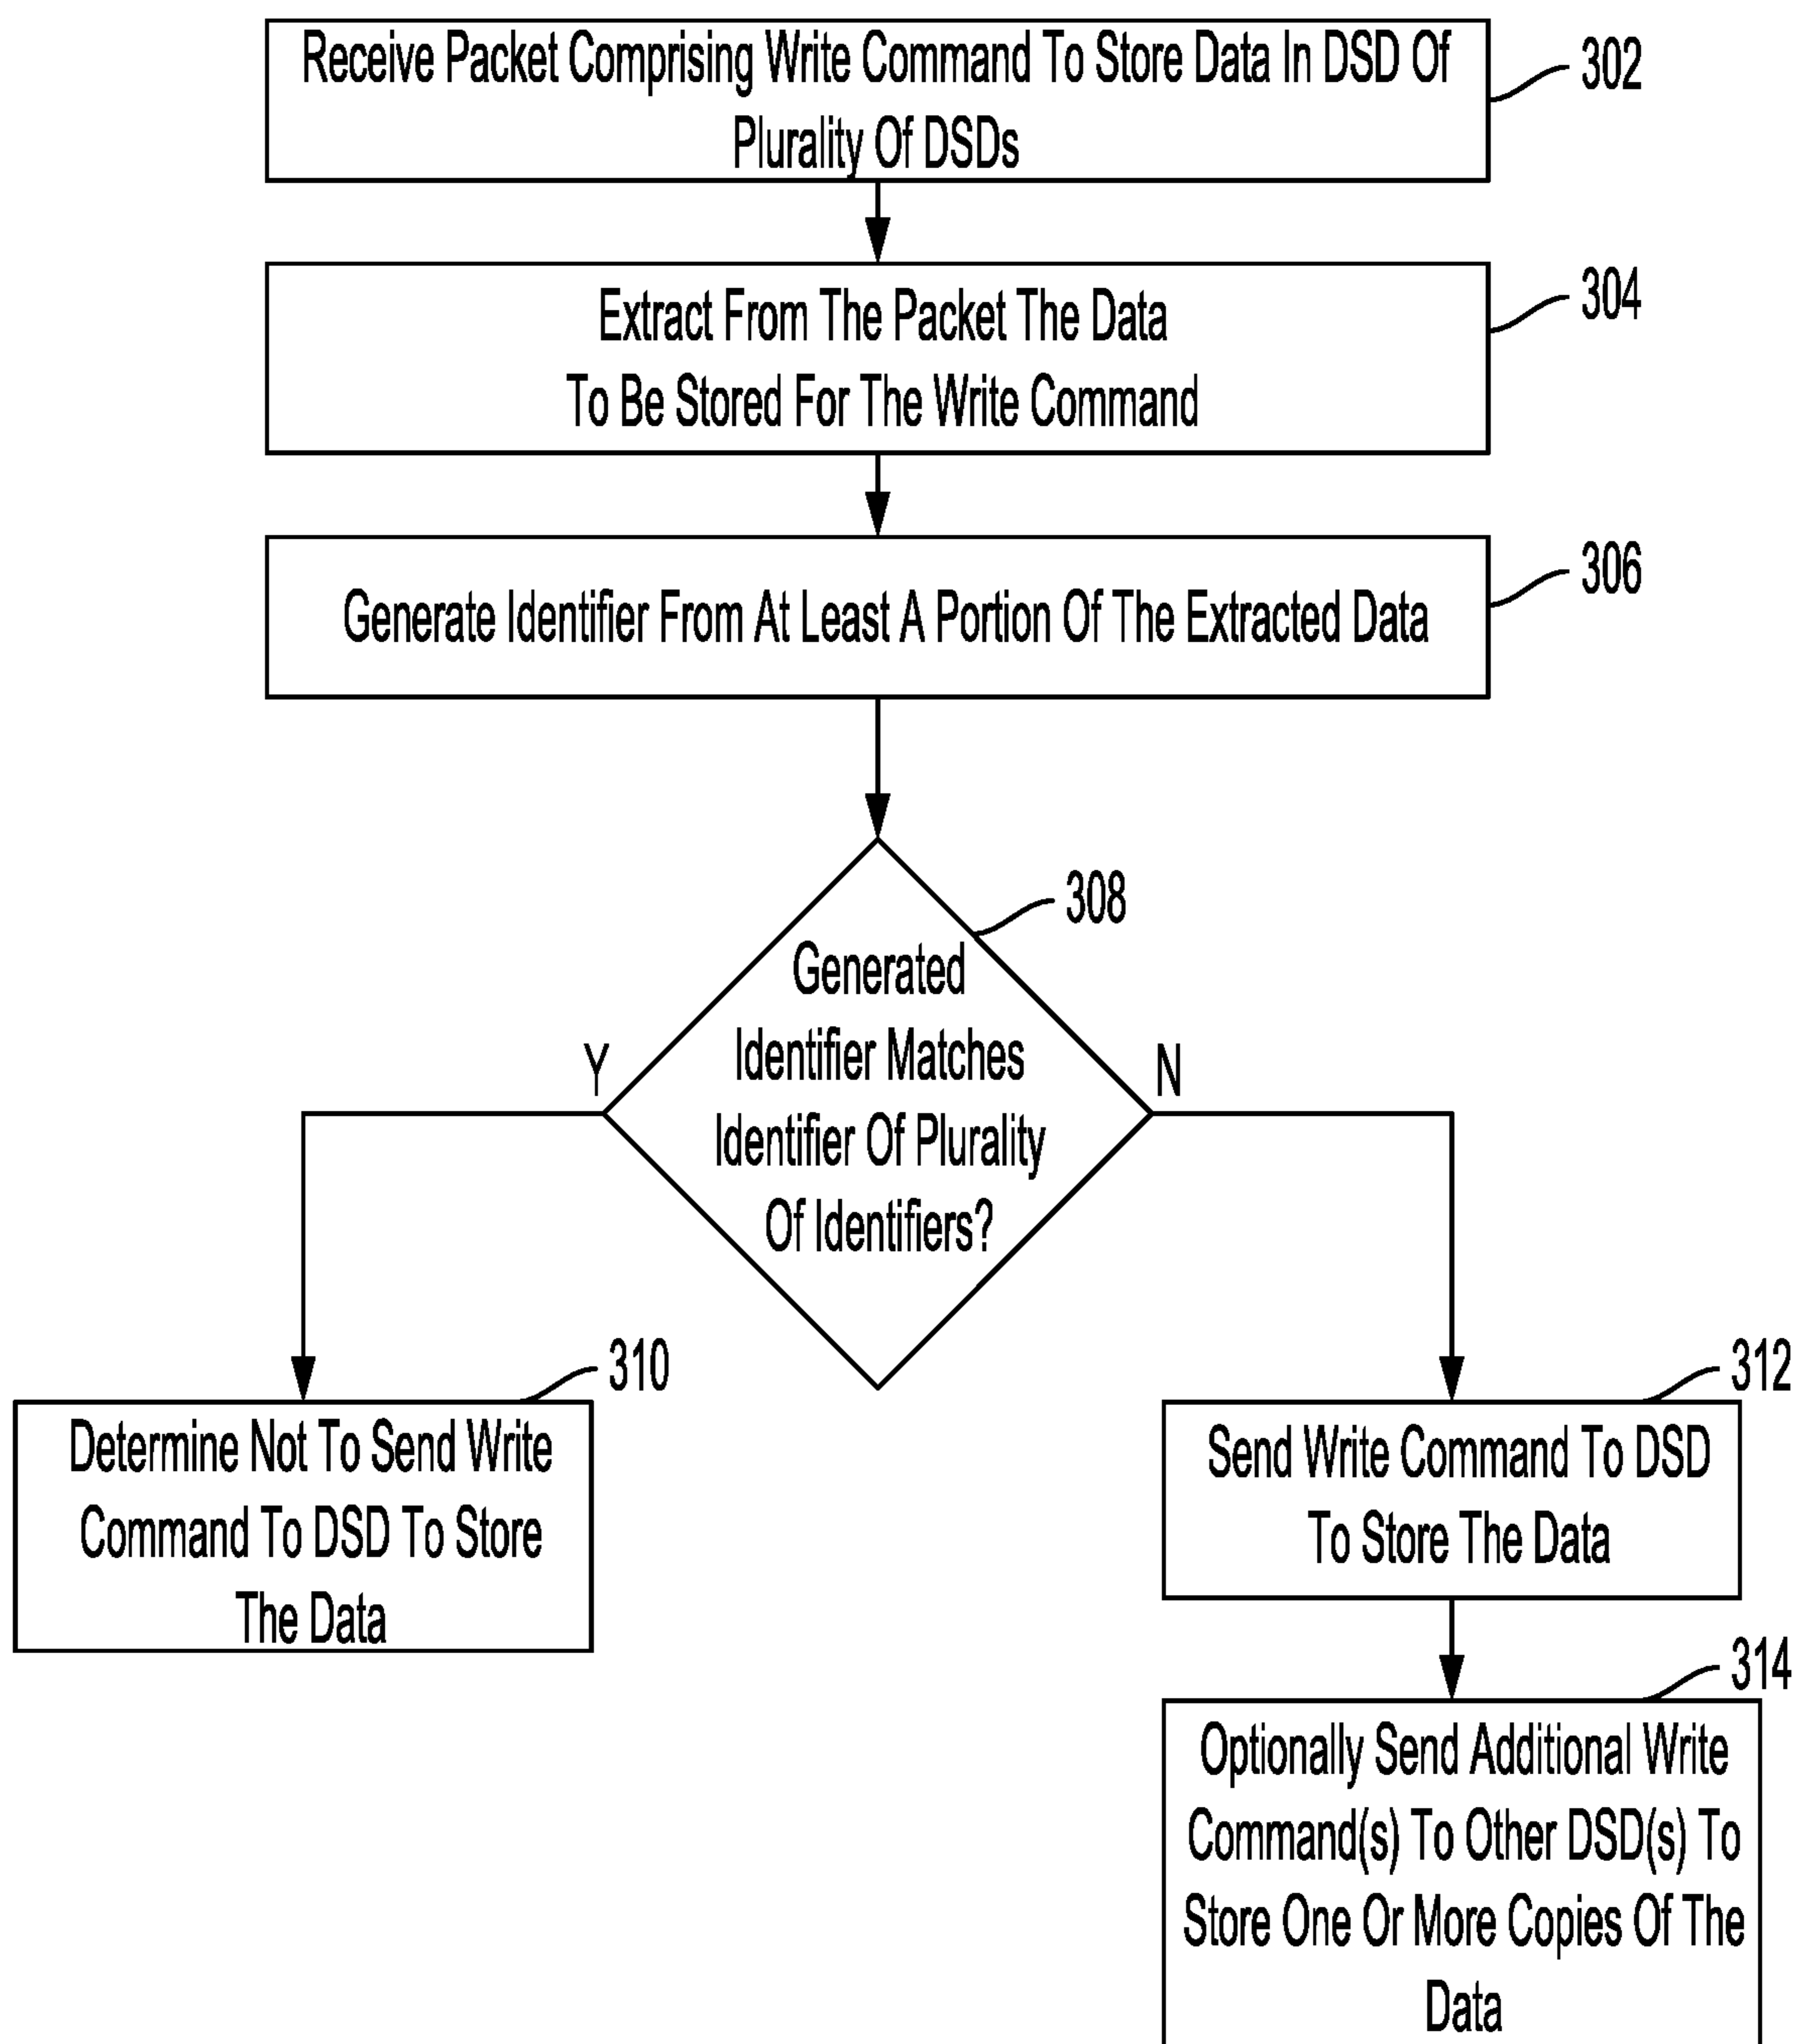 Receive Packet Comprising Write Command To Store Data In DSD Of
Plurality Of DSDs
302
Extract From The Packet The Data
To Be Stored For The Write Command
304
Generate Identifier From At Least A Portion Of The Extracted Data
306
308
Generated
Identifier Matches
Identifier Of Plurality
Of Identifiers?
Y
N
310
Determine Not To Send Write
Command To DSD To Store
The Data
312
Send Write Command To DSD
To Store The Data
314
Optionally Send Additional Write
Command(s) To Other DSD(s) To
Store One Or More Copies Of The
Data